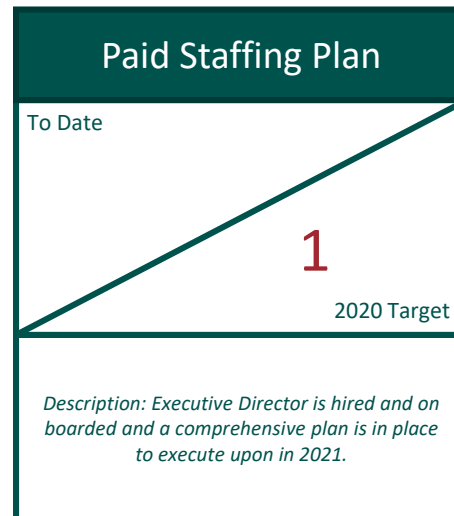 Paid Staffing Plan
To Date
1
2020 Target
Description: Executive Director is hired and on
boarded and a comprehensive plan is in place
to execute upon in 2021.